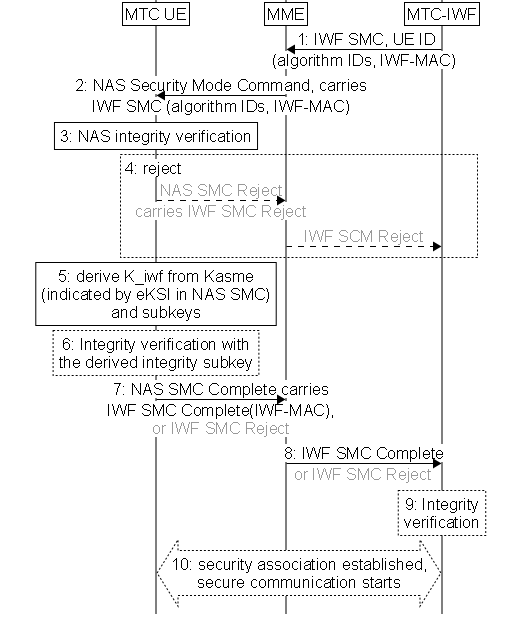 MTC UE
MME
MTC-IWF
1: IWF SMC, UE ID
(algorithm IDs, IWF-MAC)
2: NAS Security Mode Command, carries
IWF SMC (algorithm IDs, IWF-MAC)
3: NAS integrity verification
4: reject
NAS SMC Reject
carries IWF SMC Reject
IWF SCM Reject
5: derive K_iwf from Kasme
(indicated by eKSI in NAS SMC)
and subkeys
6: Integrity verification with
the derived integrity subkey
7: NAS SMC Complete carries
IWF SMC Complete(IWF-MAC),
or IWF SMC Reject
8: IWF SMC Complete
or IWF SMC Reject
9: Integrity
verification
10: security association established,
secure communication starts